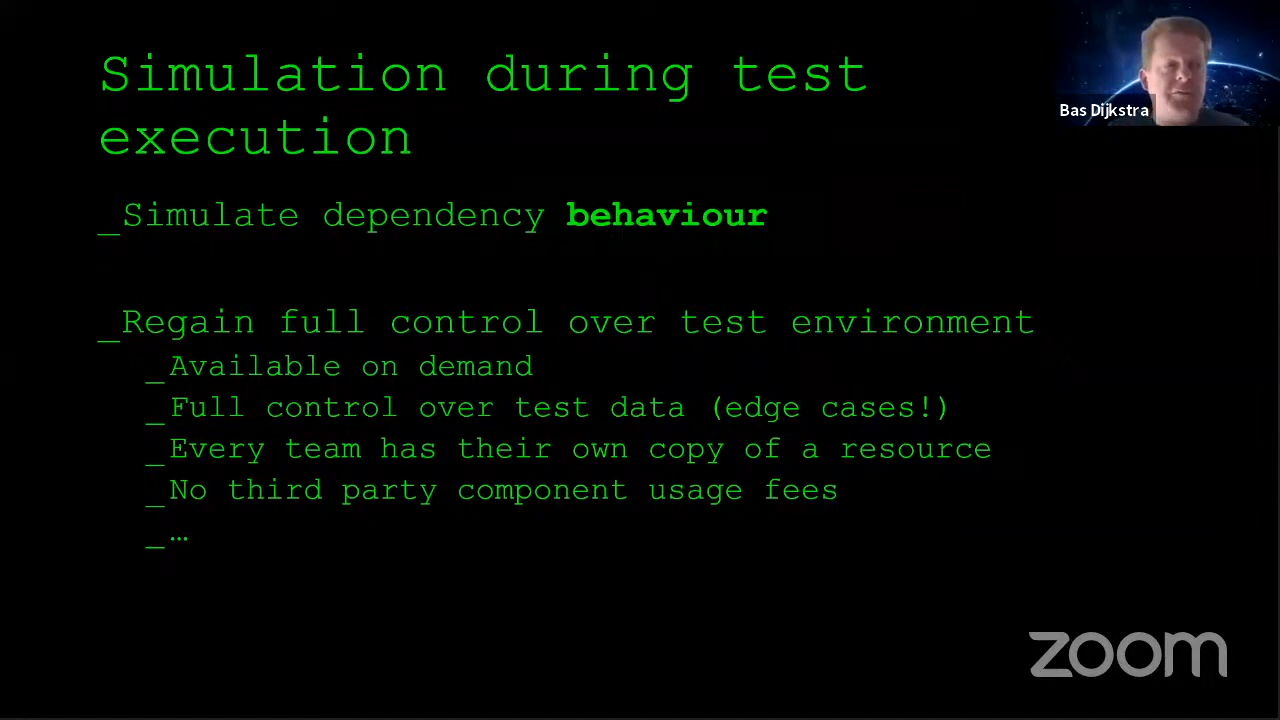 Simulation during test
execution
Bas Dijkstra
_Simulate dependency behaviour
_Regain full control over test environment
_Available on demand
_Full control over test data (edge cases!)
_Every team has their own copy of a resource
_No third party component usage fees
_…
zoom